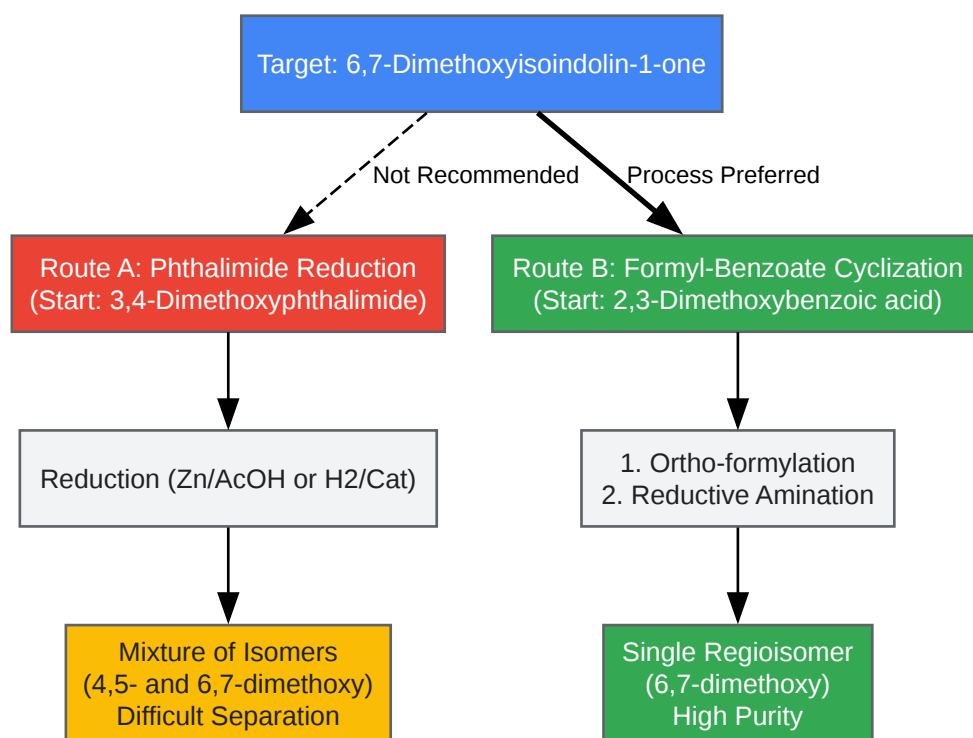 Target: 6,7-Dimethoxyisoindolin-1-one
Not Recommended
Process Preferred
Route A: Phthalimide Reduction
(Start: 3,4-Dimethoxyphthalimide)
Route B: Formyl-Benzoate Cyclization
(Start: 2,3-Dimethoxybenzoic acid)
Reduction (Zn/AcOH or H2/Cat)
1. Ortho-formylation
2. Reductive Amination
Mixture of Isomers
(4,5- and 6,7-dimethoxy)
Difficult Separation
Single Regioisomer
(6,7-dimethoxy)
High Purity